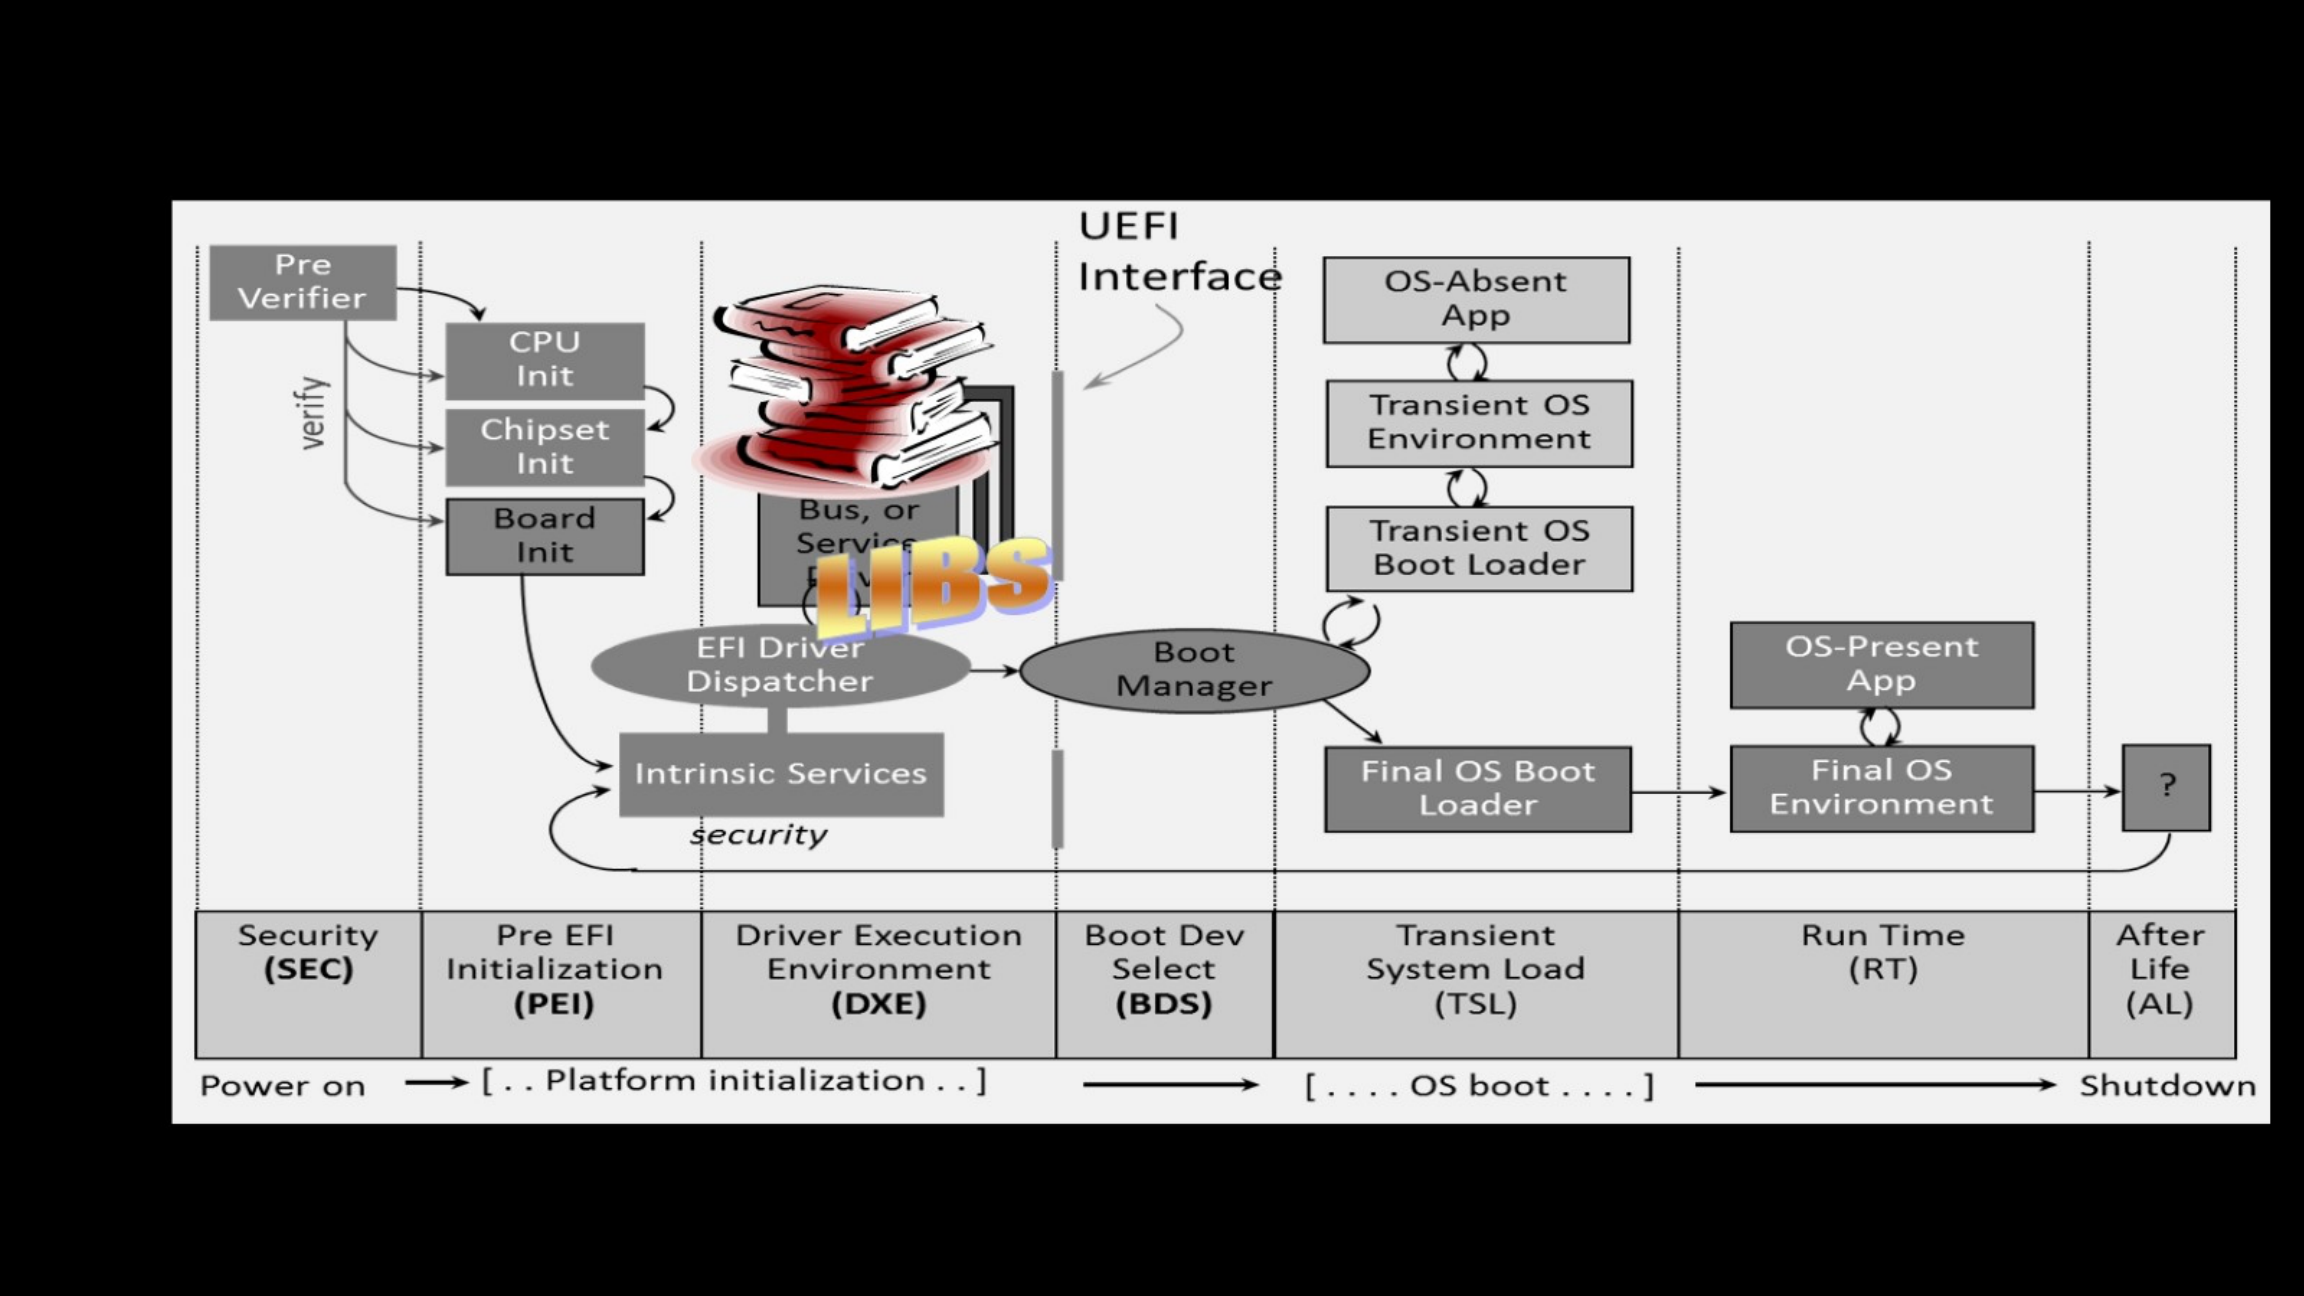 UEFI
Interface
Pre
Verifier
verify
CPU
Init
Chipset
Init
Board
Init
Bus, or
Service
LIBS
EFI Driver
Dispatcher
Intrinsic Services
security
Boot
Manager
OS-Absent
App
Transient OS
Environment
Transient OS
Boot Loader
Final OS Boot
Loader
OS-Present
App
Final OS
Environment
?
Security
(SEC)
Pre EFI
Initialization
(PEI)
Driver Execution
Environment
(DXE)
Boot Dev
Select
(BDS)
Transient
System Load
(TSL)
Run Time
(RT)
After
Life
(AL)
Power on
[ . . Platform initialization . . ]
[ . . . . OS boot . . . . ]
Shutdown